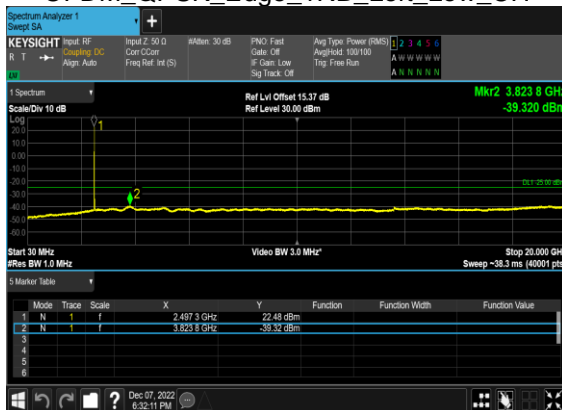 Spectrum Analyzer 1
Swept SA
+
KEYSIGHT Input: RF
R T Coupling: DC
Align: Auto
LXI
Input Z: 50 Ω
Corr CCorr
Freq Ref: Int (S)
#Atten: 30 dB
PNO: Fast
Gate: Off
IF Gain: Low
Sig Track: Off
Avg Type: Power (RMS)
Avg|Hold: 100/100
Trig: Free Run
1 2 3 4 5 6
A W W W W W
A N N N N N
1 Spectrum
Scale/Div 10 dB
Ref Lvl Offset 15.37 dB
Ref Level 30.00 dBm
Mkr2 3.823 8 GHz
-39.320 dBm
Log
20.0
10.0
0.00
-10.0
-20.0
-30.0
-40.0
-50.0
-60.0
1
2
DL1 -25.00 dBm
Start 30 MHz
#Res BW 1.0 MHz
Video BW 3.0 MHz*
Stop 20.000 GHz
Sweep ~38.3 ms (40001 pts)
5 Marker Table
Mode Trace Scale X Y Function Function Width Function Value
1 N 1 f 2.497 3 GHz 22.48 dBm
2 N 1 f 3.823 8 GHz -39.32 dBm
3
4
5
6
?
Dec 07, 2022
6:32:11 PM